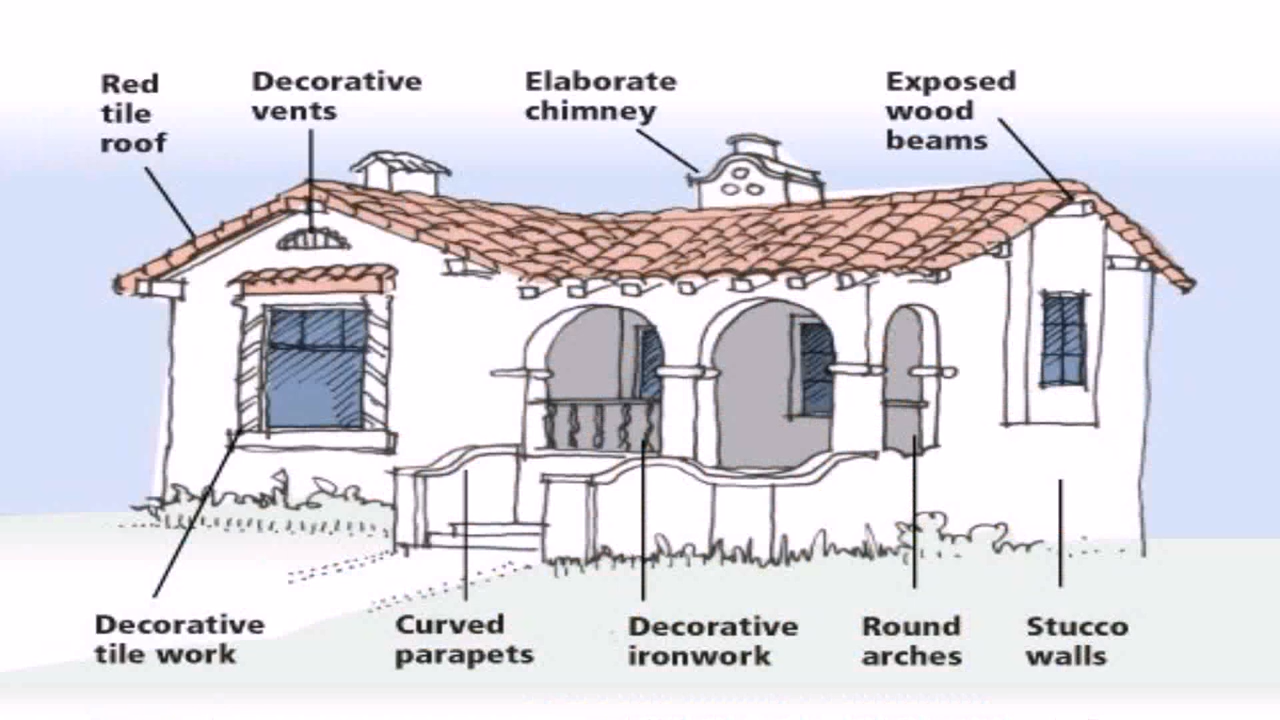 Red
tile
roof
Decorative
vents
Elaborate
chimney
Exposed
wood
beams
Decorative
tile work
Curved
parapets
Decorative
ironwork
Round
arches
Stucco
walls